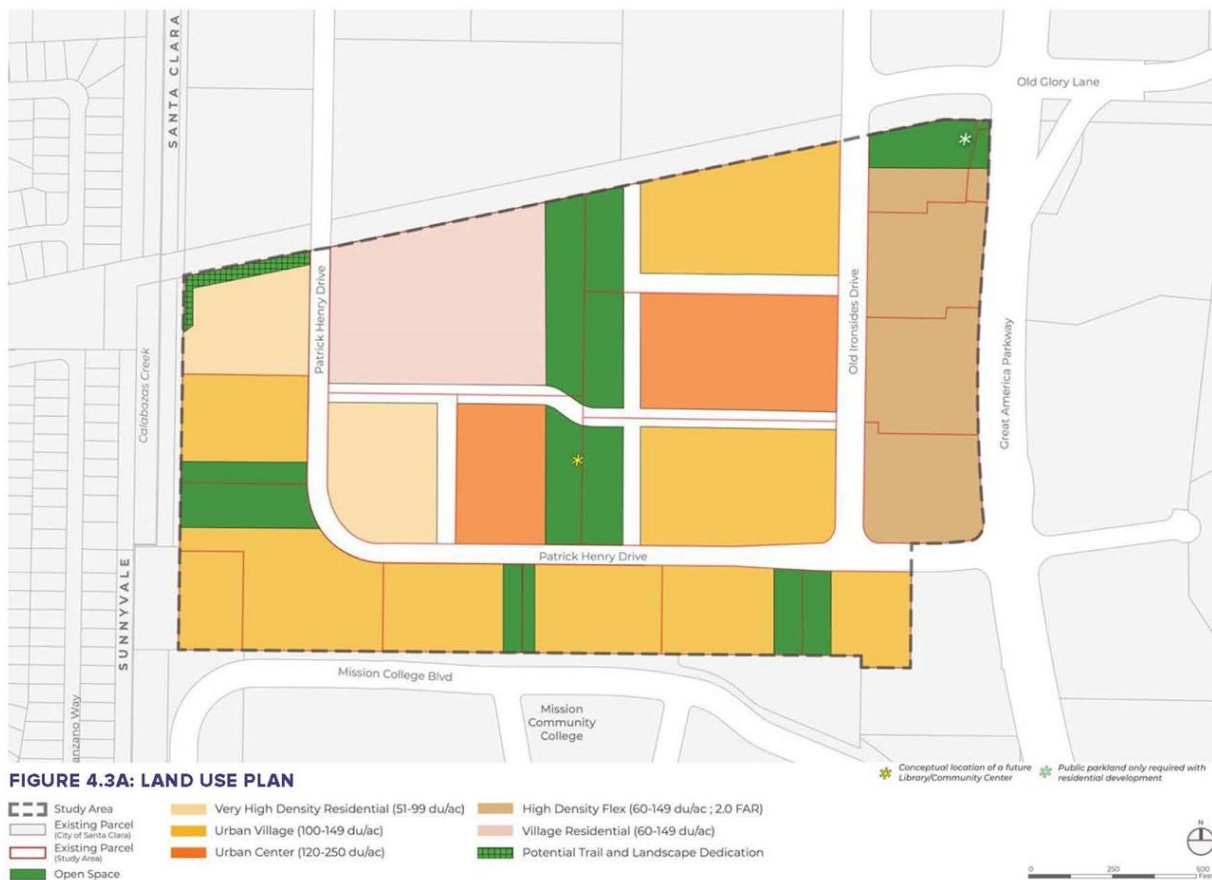 SANTA CLARA
Old Glory Lane
Patrick Henry Drive
Old Ironsides Drive
Great America Parkway
Calabazas Creek
Patrick Henry Drive
SUNNYVALE
Mission College Blvd
Mission
Community
College
anzano Way
FIGURE 4.3A: LAND USE PLAN
Conceptual location of a future
Library/Community Center
Public parkland only required with
residential development
Study Area
Existing Parcel
(City of Santa Clara)
Existing Parcel
(Study Area)
Open Space
Very High Density Residential (51-99 du/ac)
Urban Village (100-149 du/ac)
Urban Center (120-250 du/ac)
High Density Flex (60-149 du/ac ; 2.0 FAR)
Village Residential (60-149 du/ac)
Potential Trail and Landscape Dedication
N
0 250 500
Feet